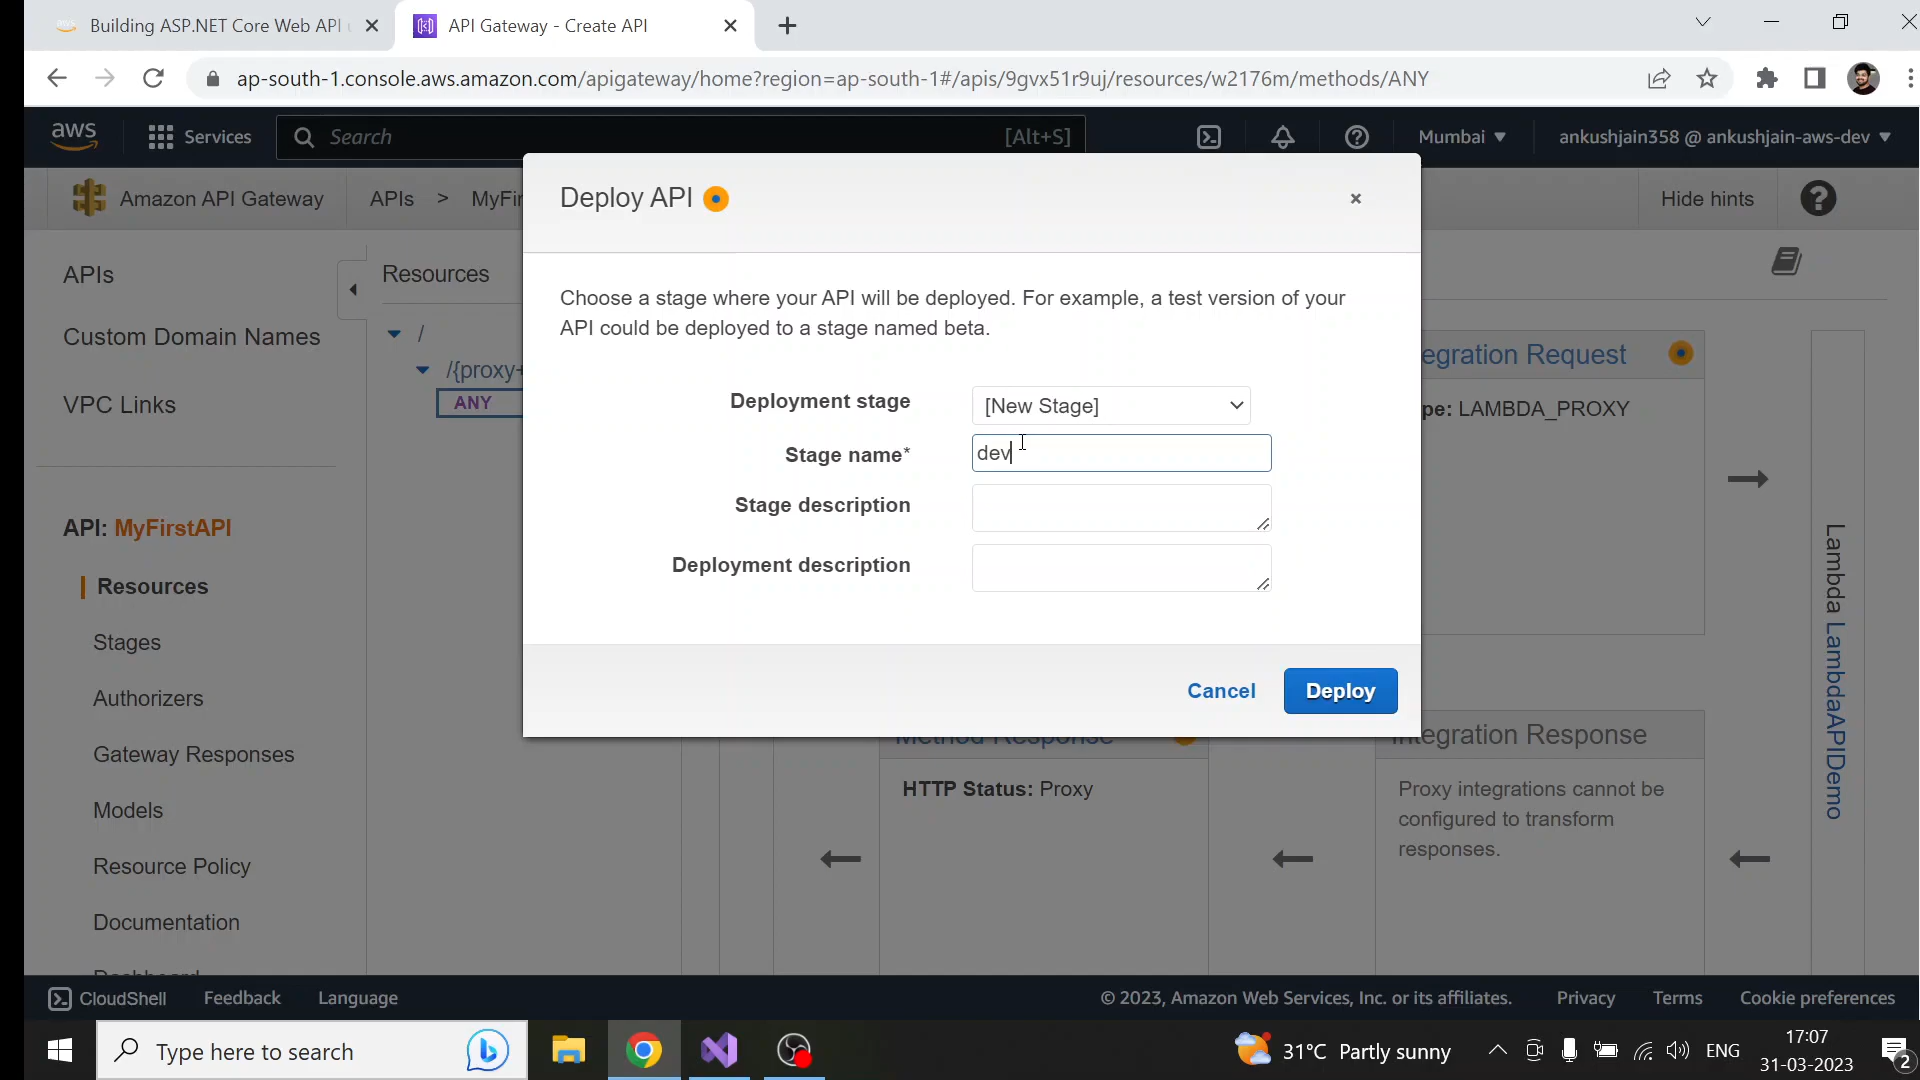 Building ASP.NET Core Web API
API Gateway - Create API
ap-south-1.console.aws.amazon.com/apigateway/home?region=ap-south-1#/apis/9gvx51r9uj/resources/w2176m/methods/ANY
aws
Services
Search
[Alt+S]
Mumbai
ankushjain358 @ ankushjain-aws-dev
Amazon API Gateway
APIs > MyFir
Hide hints
Deploy API
Choose a stage where your API will be deployed. For example, a test version of your
API could be deployed to a stage named beta.
Deployment stage
[New Stage]
Stage name*
dev
Stage description
Deployment description
Cancel
Deploy
APIs
Custom Domain Names
VPC Links
API: MyFirstAPI
Resources
Stages
Authorizers
Gateway Responses
Models
Resource Policy
Documentation
Dashboard
Resources
/
/{proxy+
ANY
egration Request
pe: LAMBDA_PROXY
Method Response
HTTP Status: Proxy
Integration Response
Proxy integrations cannot be
configured to transform
responses.
Lambda LambdaAPIDemo
CloudShell
Feedback
Language
© 2023, Amazon Web Services, Inc. or its affiliates.
Privacy
Terms
Cookie preferences
Type here to search
31°C Partly sunny
ENG
17:07
31-03-2023
2